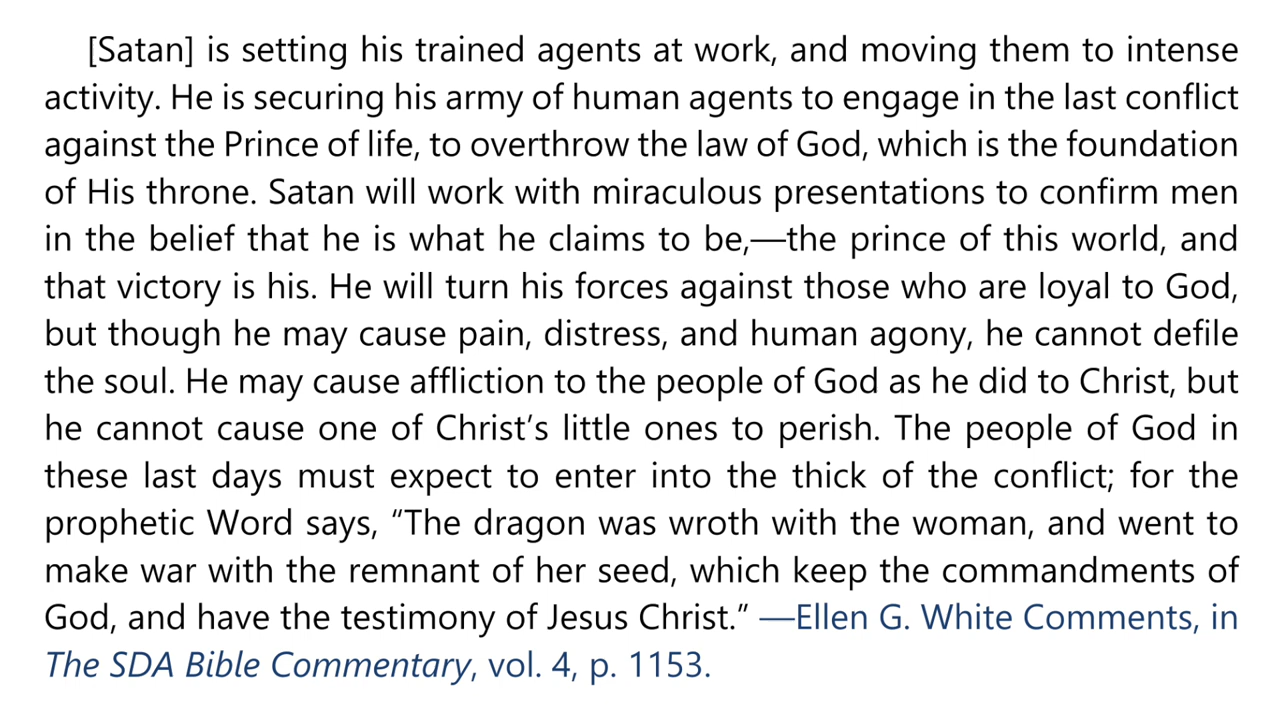 [Satan] is setting his trained agents at work, and moving them to intense
activity. He is securing his army of human agents to engage in the last conflict
against the Prince of life, to overthrow the law of God, which is the foundation
of His throne. Satan will work with miraculous presentations to confirm men
in the belief that he is what he claims to be,—the prince of this world, and
that victory is his. He will turn his forces against those who are loyal to God,
but though he may cause pain, distress, and human agony, he cannot defile
the soul. He may cause affliction to the people of God as he did to Christ, but
he cannot cause one of Christ’s little ones to perish. The people of God in
these last days must expect to enter into the thick of the conflict; for the
prophetic Word says, “The dragon was wroth with the woman, and went to
make war with the remnant of her seed, which keep the commandments of
God, and have the testimony of Jesus Christ.” —Ellen G. White Comments, in
The SDA Bible Commentary, vol. 4, p. 1153.